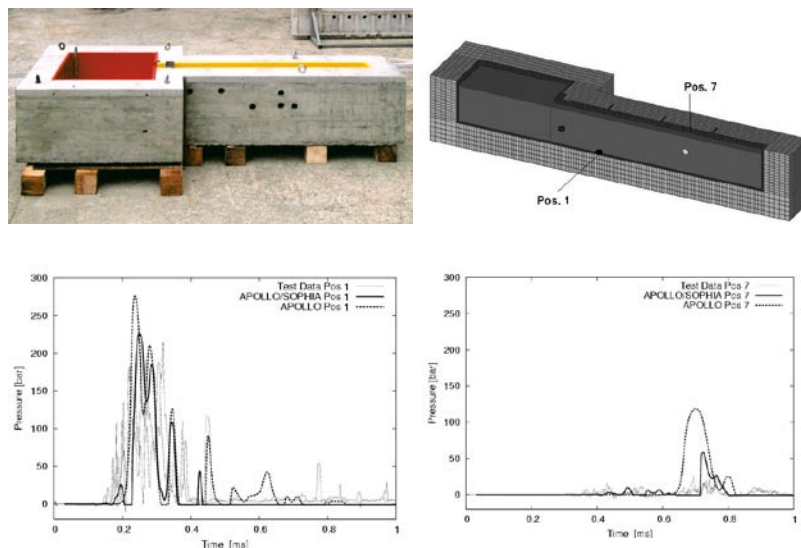 Pos. 7
Pos. 1
300
250
200
150
100
50
0
Pressure [bar]
Test Data Pos 1
APOLLO/SOPHIA Pos 1
APOLLO Pos 1
0 0.2 0.4 0.6 0.8 1
Time [ms]
300
250
200
150
100
50
0
Pressure [bar]
Test Data Pos 7
APOLLO/SOPHIA Pos 7
APOLLO Pos 7
0 0.2 0.4 0.6 0.8 1
Time [ms]